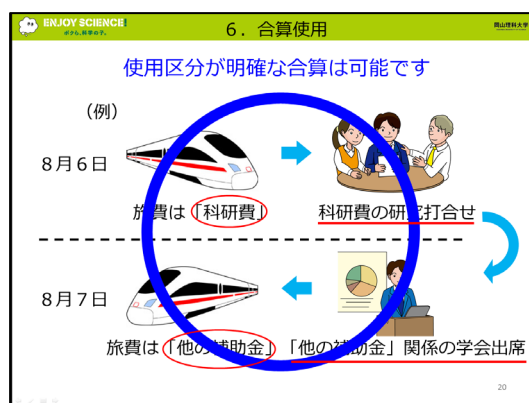 ENJOY SCIENCE!
ぼくら、科学の子。
6．合算使用
岡山理科大学
使用区分が明確な合算は可能です
（例）
8月6日
旅費は「科研費」
科研費の研究打合せ
8月7日
旅費は「他の補助金」
「他の補助金」関係の学会出席
20